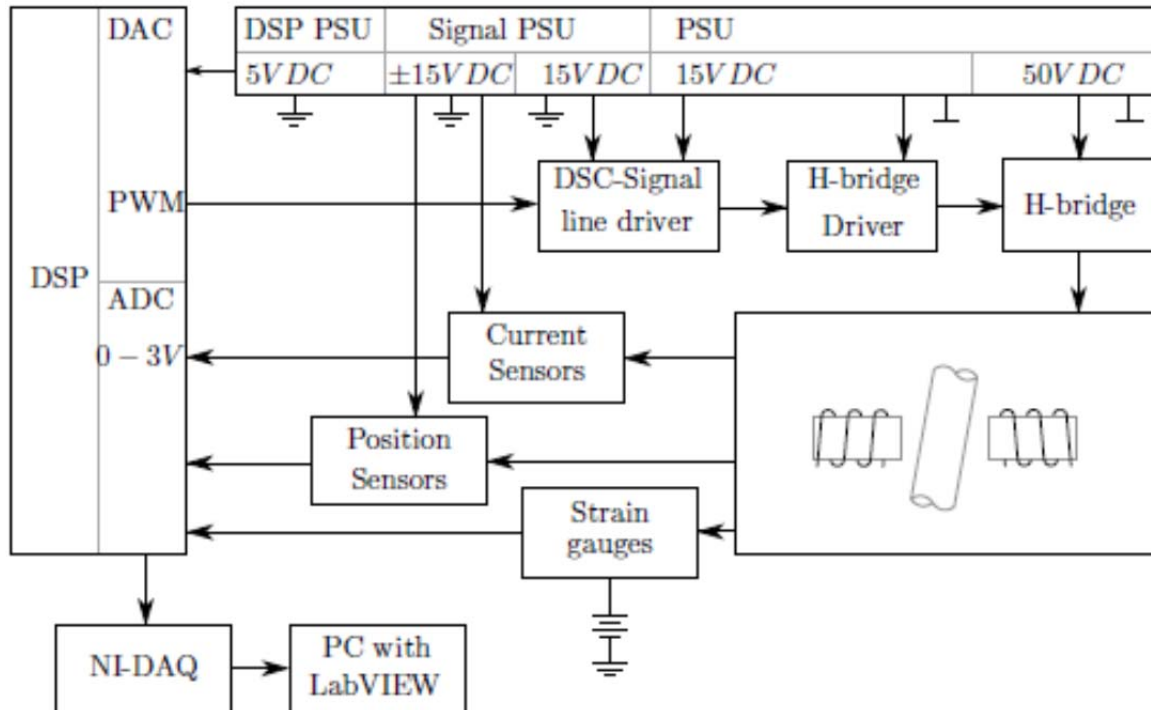 DAC
DSP PSU
Signal PSU
PSU
5V DC
±15V DC
15V DC
15V DC
50V DC
PWM
DSC-Signal
line driver
H-bridge
Driver
H-bridge
DSP
ADC
0 − 3V
Current
Sensors
Position
Sensors
Strain
gauges
NI-DAQ
PC with
LabVIEW